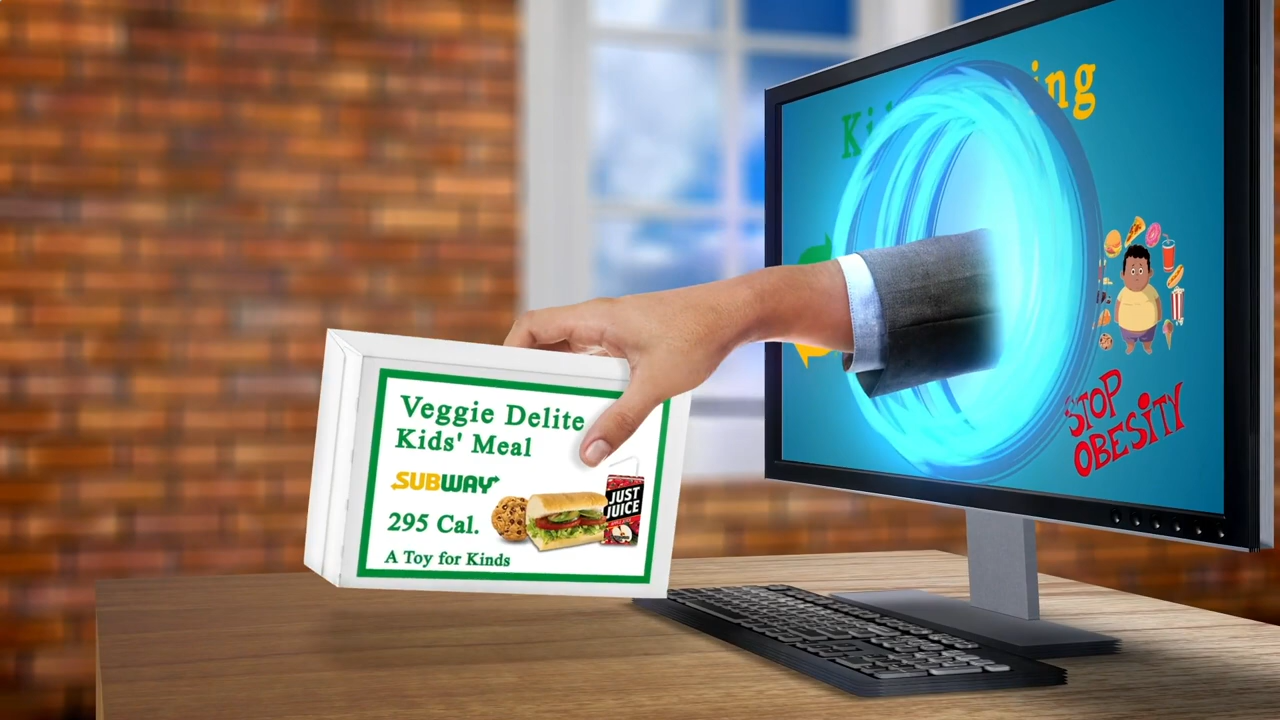 Veggie Delite
Kids' Meal
SUBWAY
295 Cal.
A Toy for Kinds
JUST
JUICE
STOP
OBESITY